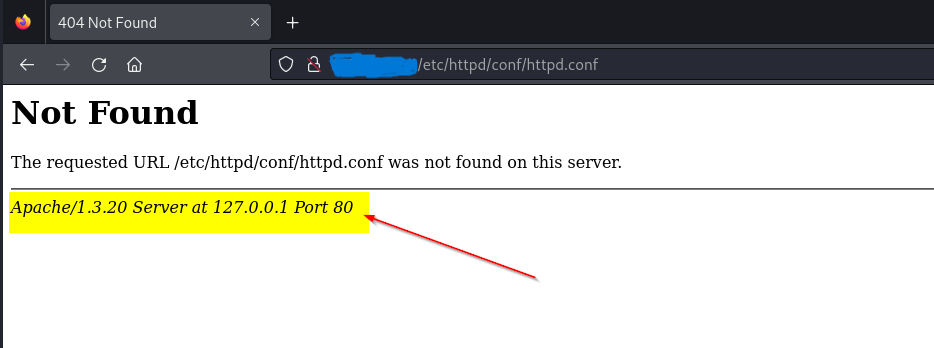 404 Not Found
/etc/httpd/conf/httpd.conf
Not Found
The requested URL /etc/httpd/conf/httpd.conf was not found on this server.
Apache/1.3.20 Server at 127.0.0.1 Port 80